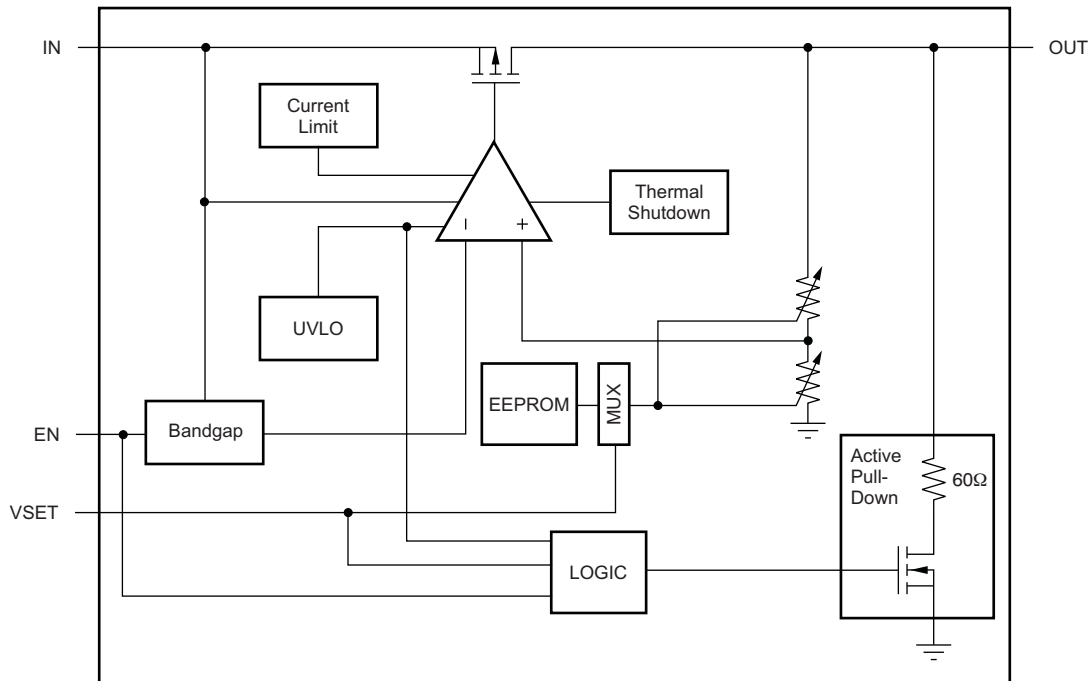 IN
OUT
Current
Limit
Thermal
Shutdown
− +
UVLO
EEPROM
MUX
EN
Bandgap
Active
Pull-
Down
60Ω
VSET
LOGIC